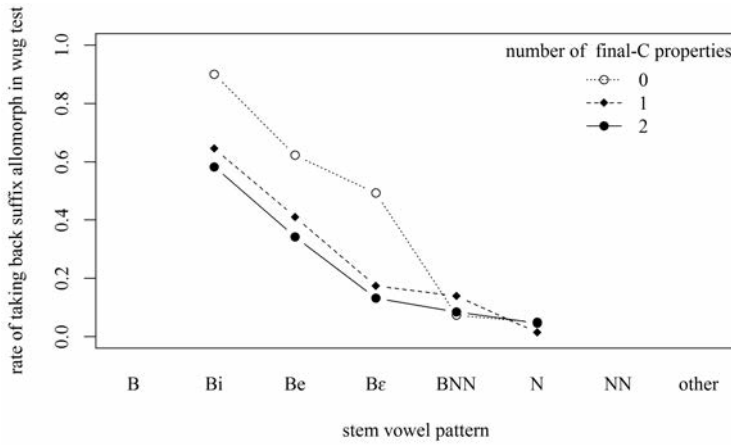 rate of taking back suffix allomorph in wug test
1.0
0.8
0.6
0.4
0.2
0.0
number of final-C properties
0
1
2
B Bi Be Bε BNN N NN other
stem vowel pattern